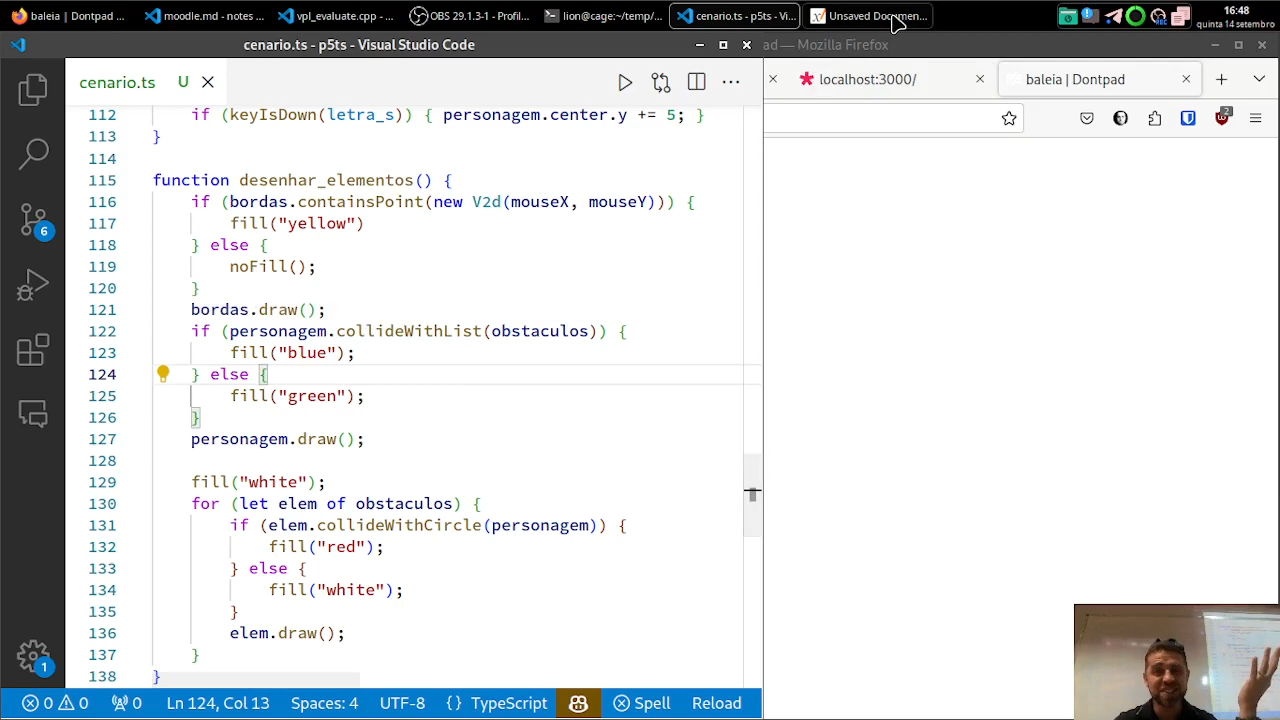 baleia | Dontpad ...
moodle.md - notes ...
vpl_evaluate.cpp - ...
OBS 29.1.3-1 - Profil...
lion@cage:~/temp/...
cenario.ts - p5ts - Vi...
Unsaved Documen...
16:48
quinta 14 setembro
cenario.ts - p5ts - Visual Studio Code
ad — Mozilla Firefox
cenario.ts U
localhost:3000/
baleia | Dontpad
2
112 if (keyIsDown(letra_s)) { personagem.center.y += 5; }
113 }
114
115 function desenhar_elementos() {
116 if (bordas.containsPoint(new V2d(mouseX, mouseY))) {
117 fill("yellow")
118 } else {
119 noFill();
120 }
121 bordas.draw();
122 if (personagem.collideWithList(obstaculos)) {
123 fill("blue");
124 } else {
125 fill("green");
126 }
127 personagem.draw();
128
129 fill("white");
130 for (let elem of obstaculos) {
131 if (elem.collideWithCircle(personagem)) {
132 fill("red");
133 } else {
134 fill("white");
135 }
136 elem.draw();
137 }
138 }
6
1
0 0 0 Ln 124, Col 13 Spaces: 4 UTF-8 {} TypeScript Spell Reload